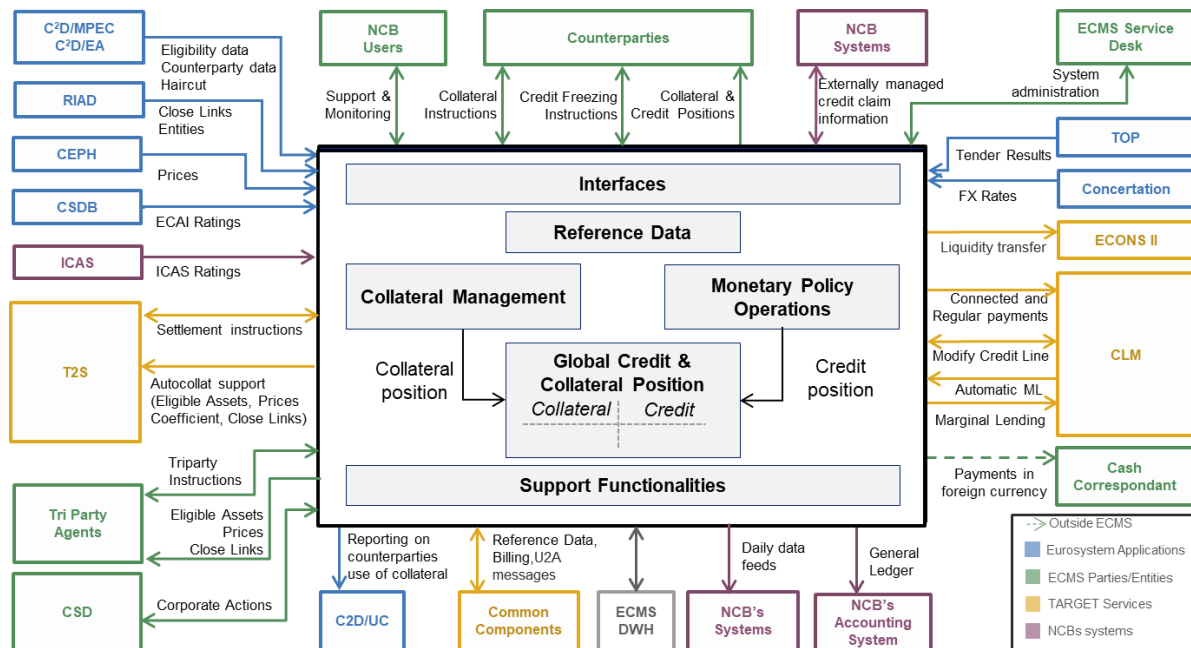 C²D/MPEC
C²D/EA
Eligibility data
Counterparty data
Haircut
RIAD
Close Links
Entities
CEPH
Prices
CSDB
ECAI Ratings
ICAS
ICAS Ratings
T2S
Settlement instructions
Autocollat support
(Eligible Assets, Prices
Coefficient, Close Links)
Tri Party
Agents
Triparty
Instructions
Eligible Assets
Prices
Close Links
CSD
Corporate Actions
NCB
Users
Support &
Monitoring
Counterparties
Collateral
Instructions
Credit Freezing
Instructions
Collateral &
Credit Positions
NCB
Systems
Externally managed
credit claim
information
ECMS Service
Desk
System
administration
Interfaces
Reference Data
Collateral Management
Monetary Policy
Operations
Collateral
position
Global Credit &
Collateral Position
Collateral
Credit
Credit
position
Support Functionalities
TOP
Tender Results
Concertation
FX Rates
ECONS II
Liquidity transfer
CLM
Connected and
Regular payments
Modify Credit Line
Automatic ML
Marginal Lending
Cash
Correspondant
Payments in
foreign currency
Reporting on
counterparties
use of collateral
C2D/UC
Reference Data,
Billing,U2A
messages
Common
Components
ECMS
DWH
Daily data
feeds
NCB's
Systems
General
Ledger
NCB's
Accounting
System
Outside ECMS
Eurosystem Applications
ECMS Parties/Entities
TARGET Services
NCBs systems